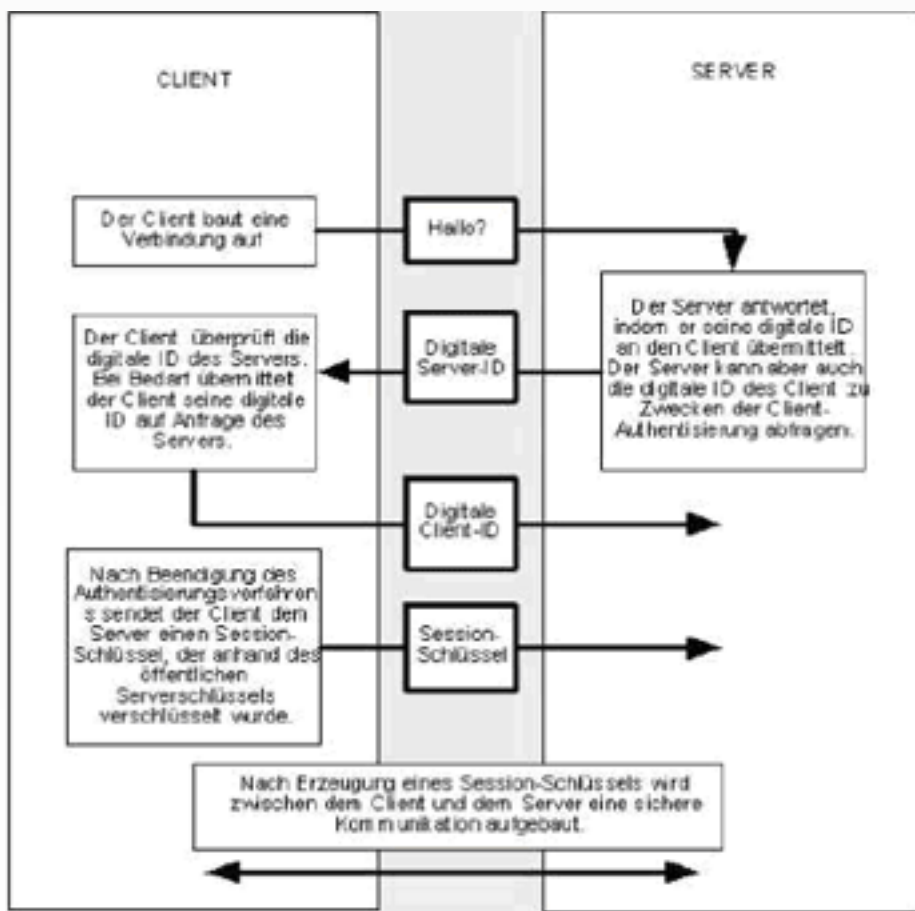 CLIENT
SERVER
Der Client baut eine
Verbindung auf
Hallo?
Der Server antwortet,
indem er seine digitale ID
an den Client übermittelt.
Der Server kann aber auch
die digitale ID des Client zu
Zwecken der Client-
Authentisierung abfragen.
Digitale
Server-ID
Der Client überprüft die
digitale ID des Servers.
Bei Bedarf übermittet
der Client seine digitale
ID auf Anfrage des
Servers.
Digitale
Client-ID
Nach Beendigung des
Authentisierungsverfahren
s sendet der Client dem
Server einen Session-
Schlüssel, der anhand des
öffentlichen
Serverschlüssels
verschlüsselt wurde.
Session-
Schlüssel
Nach Erzeugung eines Session-Schlüssels wird
zwischen dem Client und dem Server eine sichere
Kommunikation aufgebaut.